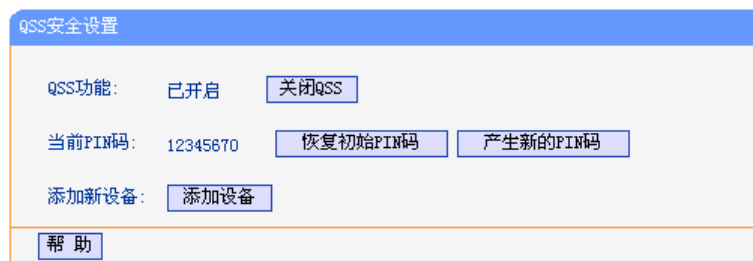 QSS安全设置
QSS功能: 已开启 关闭QSS
当前PIN码: 12345670 恢复初始PIN码 产生新的PIN码
添加新设备: 添加设备
帮 助